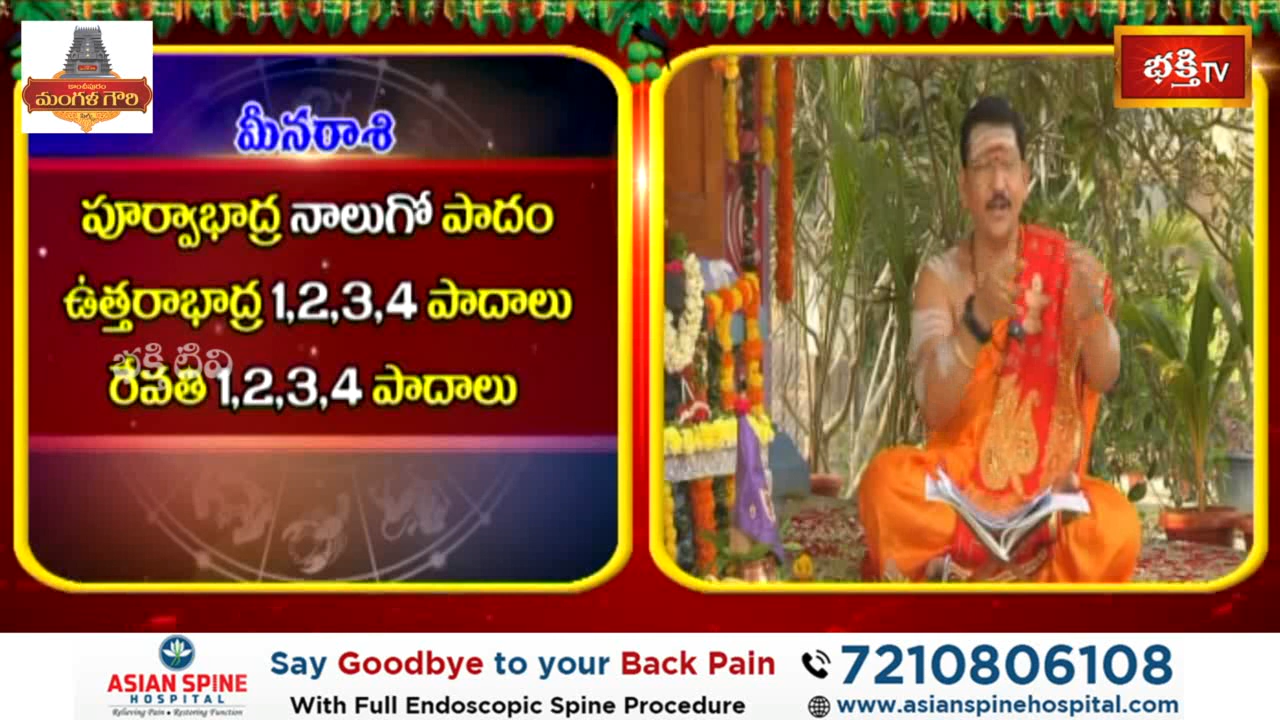 కాంచీపురం
మంగళ గౌరి
భక్తి TV
మీనరాశి
పూర్వాభాద్ర నాలుగో పాదం
ఉత్తరాభాద్ర 1,2,3,4 పాదాలు
భక్తి టీవి
రేవతి 1,2,3,4 పాదాలు
ASIAN SPINE
HOSPITAL
Relieving Pain • Restoring Function
Say Goodbye to your Back Pain
With Full Endoscopic Spine Procedure
7210806108
www.asianspinehospital.com